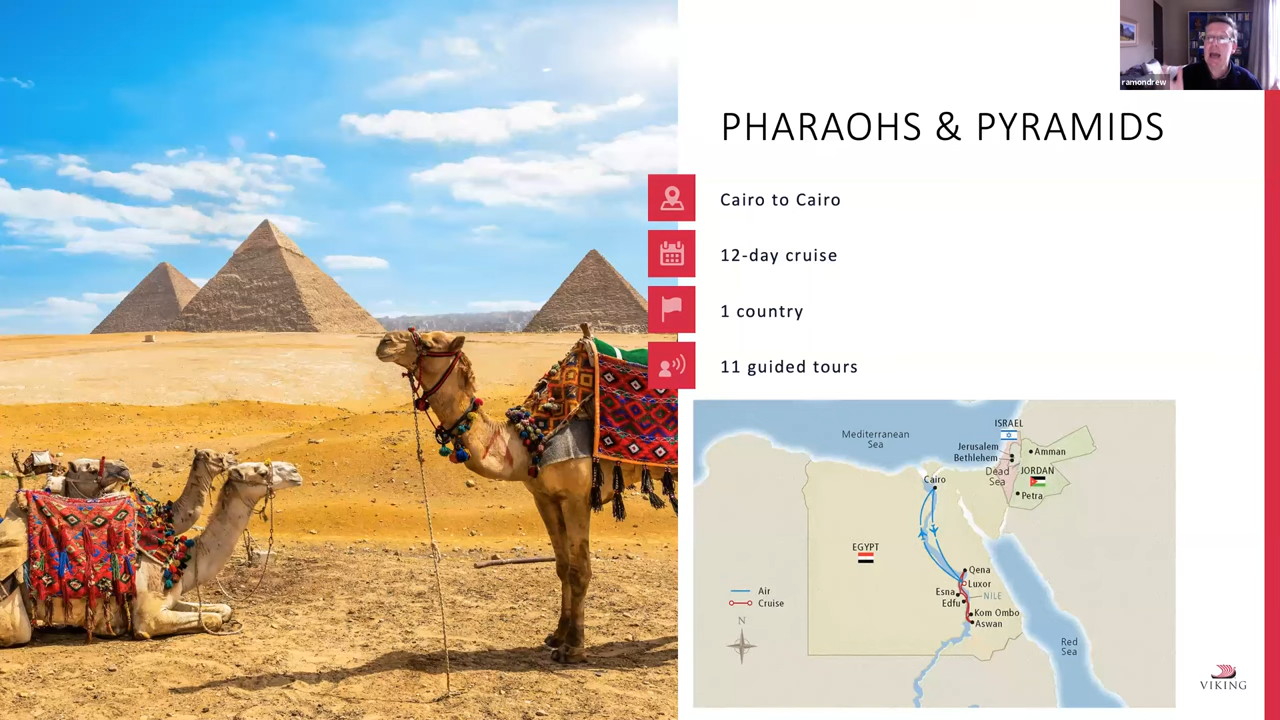 ramondrew
PHARAOHS & PYRAMIDS
Cairo to Cairo
12-day cruise
1 country
11 guided tours
Mediterranean
Sea
ISRAEL
Jerusalem
Bethlehem
Amman
Dead
Sea
JORDAN
Petra
Cairo
EGYPT
Qena
Luxor
Esna
NILE
Edfu
Kom Ombo
Aswan
Air
Cruise
N
Red
Sea
VIKING